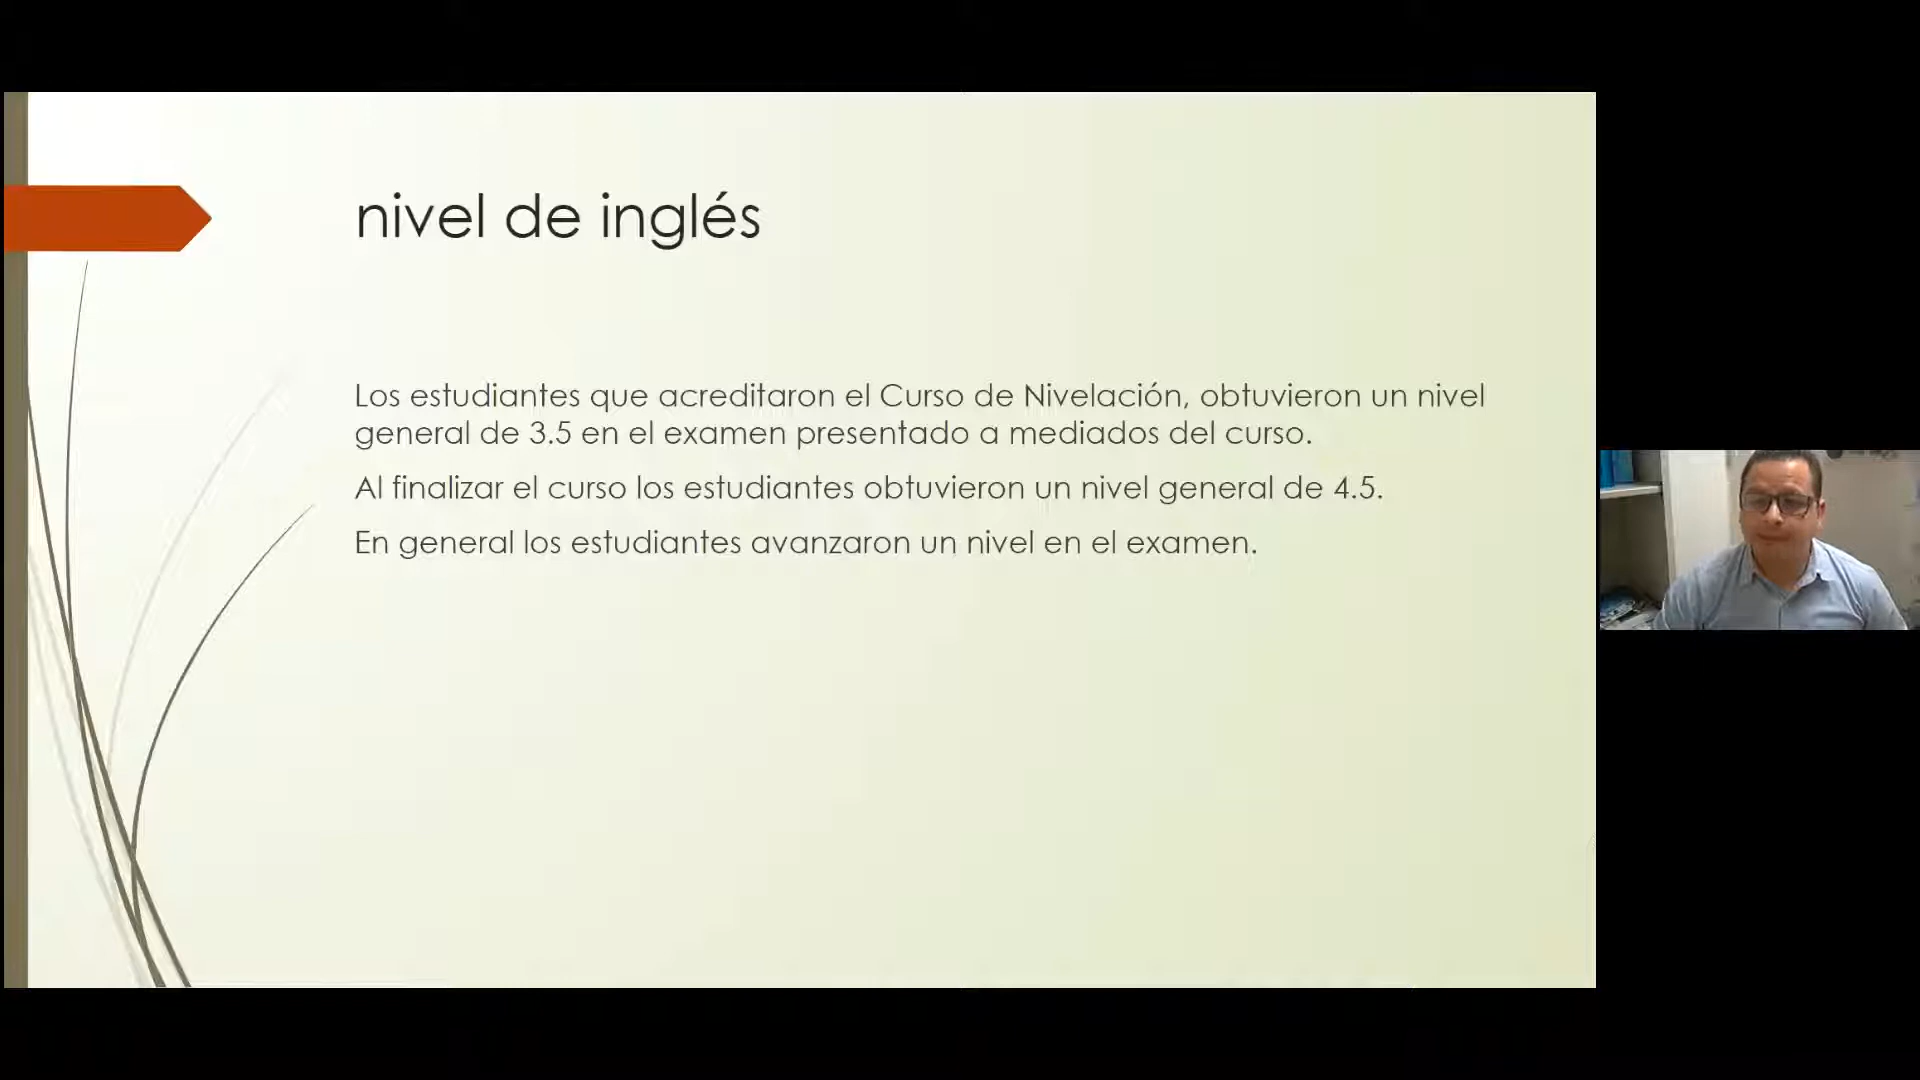 nivel de inglés
Los estudiantes que acreditaron el Curso de Nivelación, obtuvieron un nivel
general de 3.5 en el examen presentado a mediados del curso.
Al finalizar el curso los estudiantes obtuvieron un nivel general de 4.5.
En general los estudiantes avanzaron un nivel en el examen.